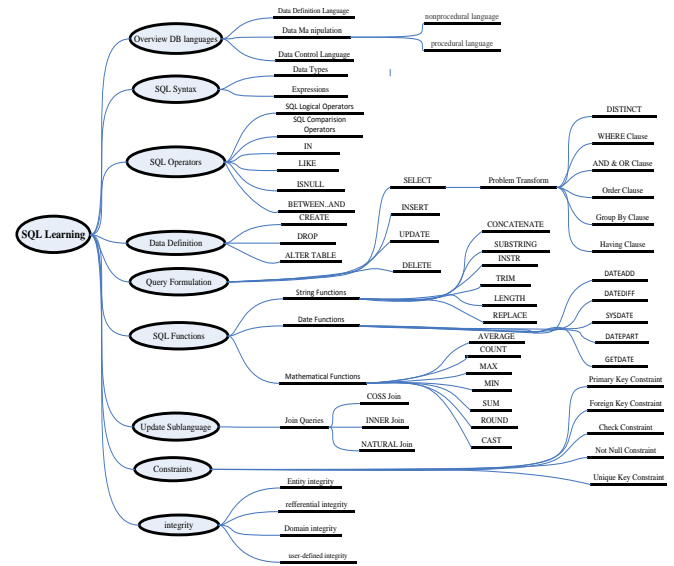 Data Definition Language
nonprocedural language
Overview DB languages
Data Ma nipulation
procedural language
Data Control Language
Data Types
SQL Syntax
Expressions
SQL Logical Operators
SQL Comparision
Operators
IN
SQL Operators
LIKE
ISNULL
BETWEEN..AND
DISTINCT
WHERE Clause
AND & OR Clause
SELECT
Problem Transform
Order Clause
INSERT
Group By Clause
UPDATE
Having Clause
DELETE
SQL Learning
CREATE
Data Definition
DROP
ALTER TABLE
Query Formulation
CONCATENATE
SUBSTRING
INSTR
TRIM
LENGTH
REPLACE
String Functions
Date Functions
SQL Functions
DATEADD
DATEDIFF
SYSDATE
DATEPART
GETDATE
Mathematical Functions
AVERAGE
COUNT
MAX
MIN
SUM
ROUND
CAST
COSS Join
Update Sublanguage
Join Queries
INNER Join
NATURAL Join
Primary Key Constraint
Foreign Key Constraint
Check Constraint
Not Null Constraint
Unique Key Constraint
Constraints
Entity integrity
refferential integrity
integrity
Domain integrity
user-defined integrity